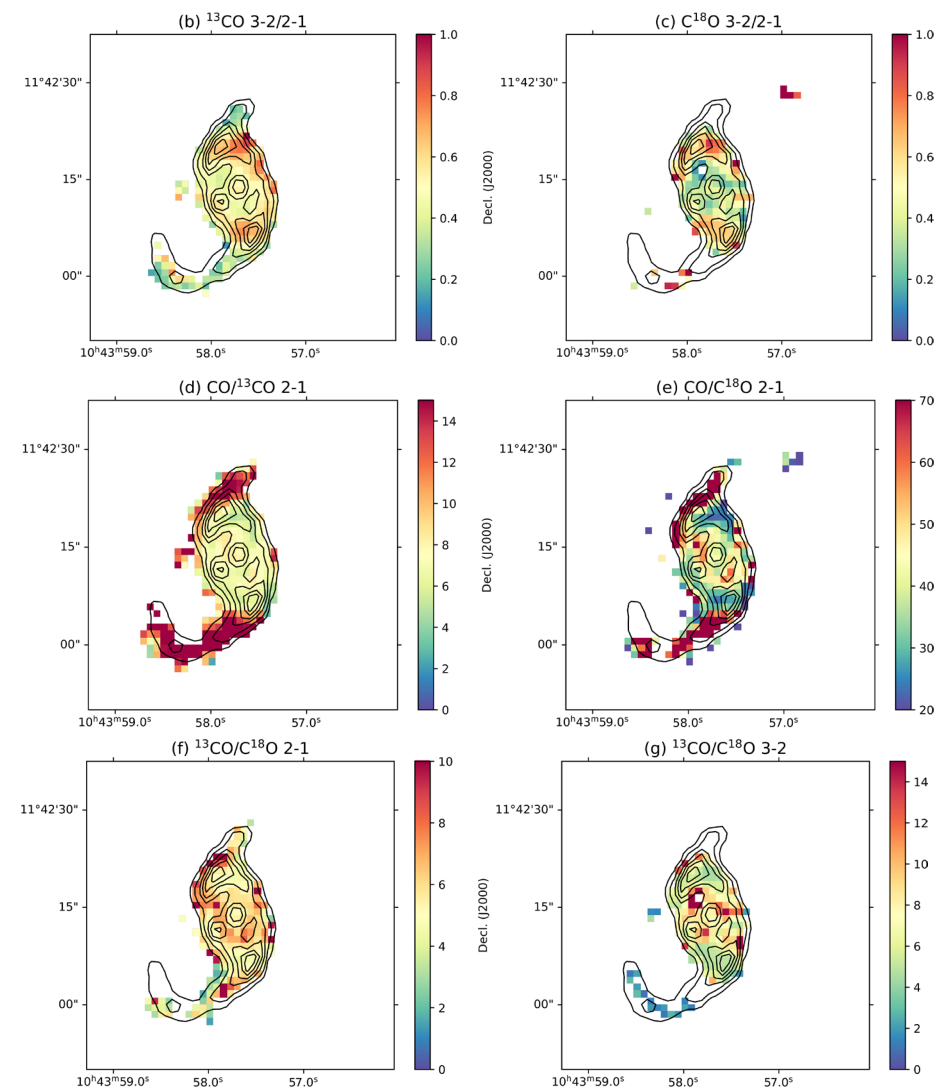 (b) ¹³CO 3-2/2-1
(c) C¹⁸O 3-2/2-1
11°42'30"
15"
00"
10ʰ43ᵐ59.0ˢ
58.0ˢ
57.0ˢ
1.0
0.8
0.6
0.4
0.2
0.0
Decl. (J2000)
11°42'30"
15"
00"
10ʰ43ᵐ59.0ˢ
58.0ˢ
57.0ˢ
1.0
0.8
0.6
0.4
0.2
0.0
(d) CO/¹³CO 2-1
(e) CO/C¹⁸O 2-1
11°42'30"
15"
00"
10ʰ43ᵐ59.0ˢ
58.0ˢ
57.0ˢ
14
12
10
8
6
4
2
0
Decl. (J2000)
11°42'30"
15"
00"
10ʰ43ᵐ59.0ˢ
58.0ˢ
57.0ˢ
70
60
50
40
30
20
(f) ¹³CO/C¹⁸O 2-1
(g) ¹³CO/C¹⁸O 3-2
11°42'30"
15"
00"
10ʰ43ᵐ59.0ˢ
58.0ˢ
57.0ˢ
10
8
6
4
2
0
Decl. (J2000)
11°42'30"
15"
00"
10ʰ43ᵐ59.0ˢ
58.0ˢ
57.0ˢ
14
12
10
8
6
4
2
0